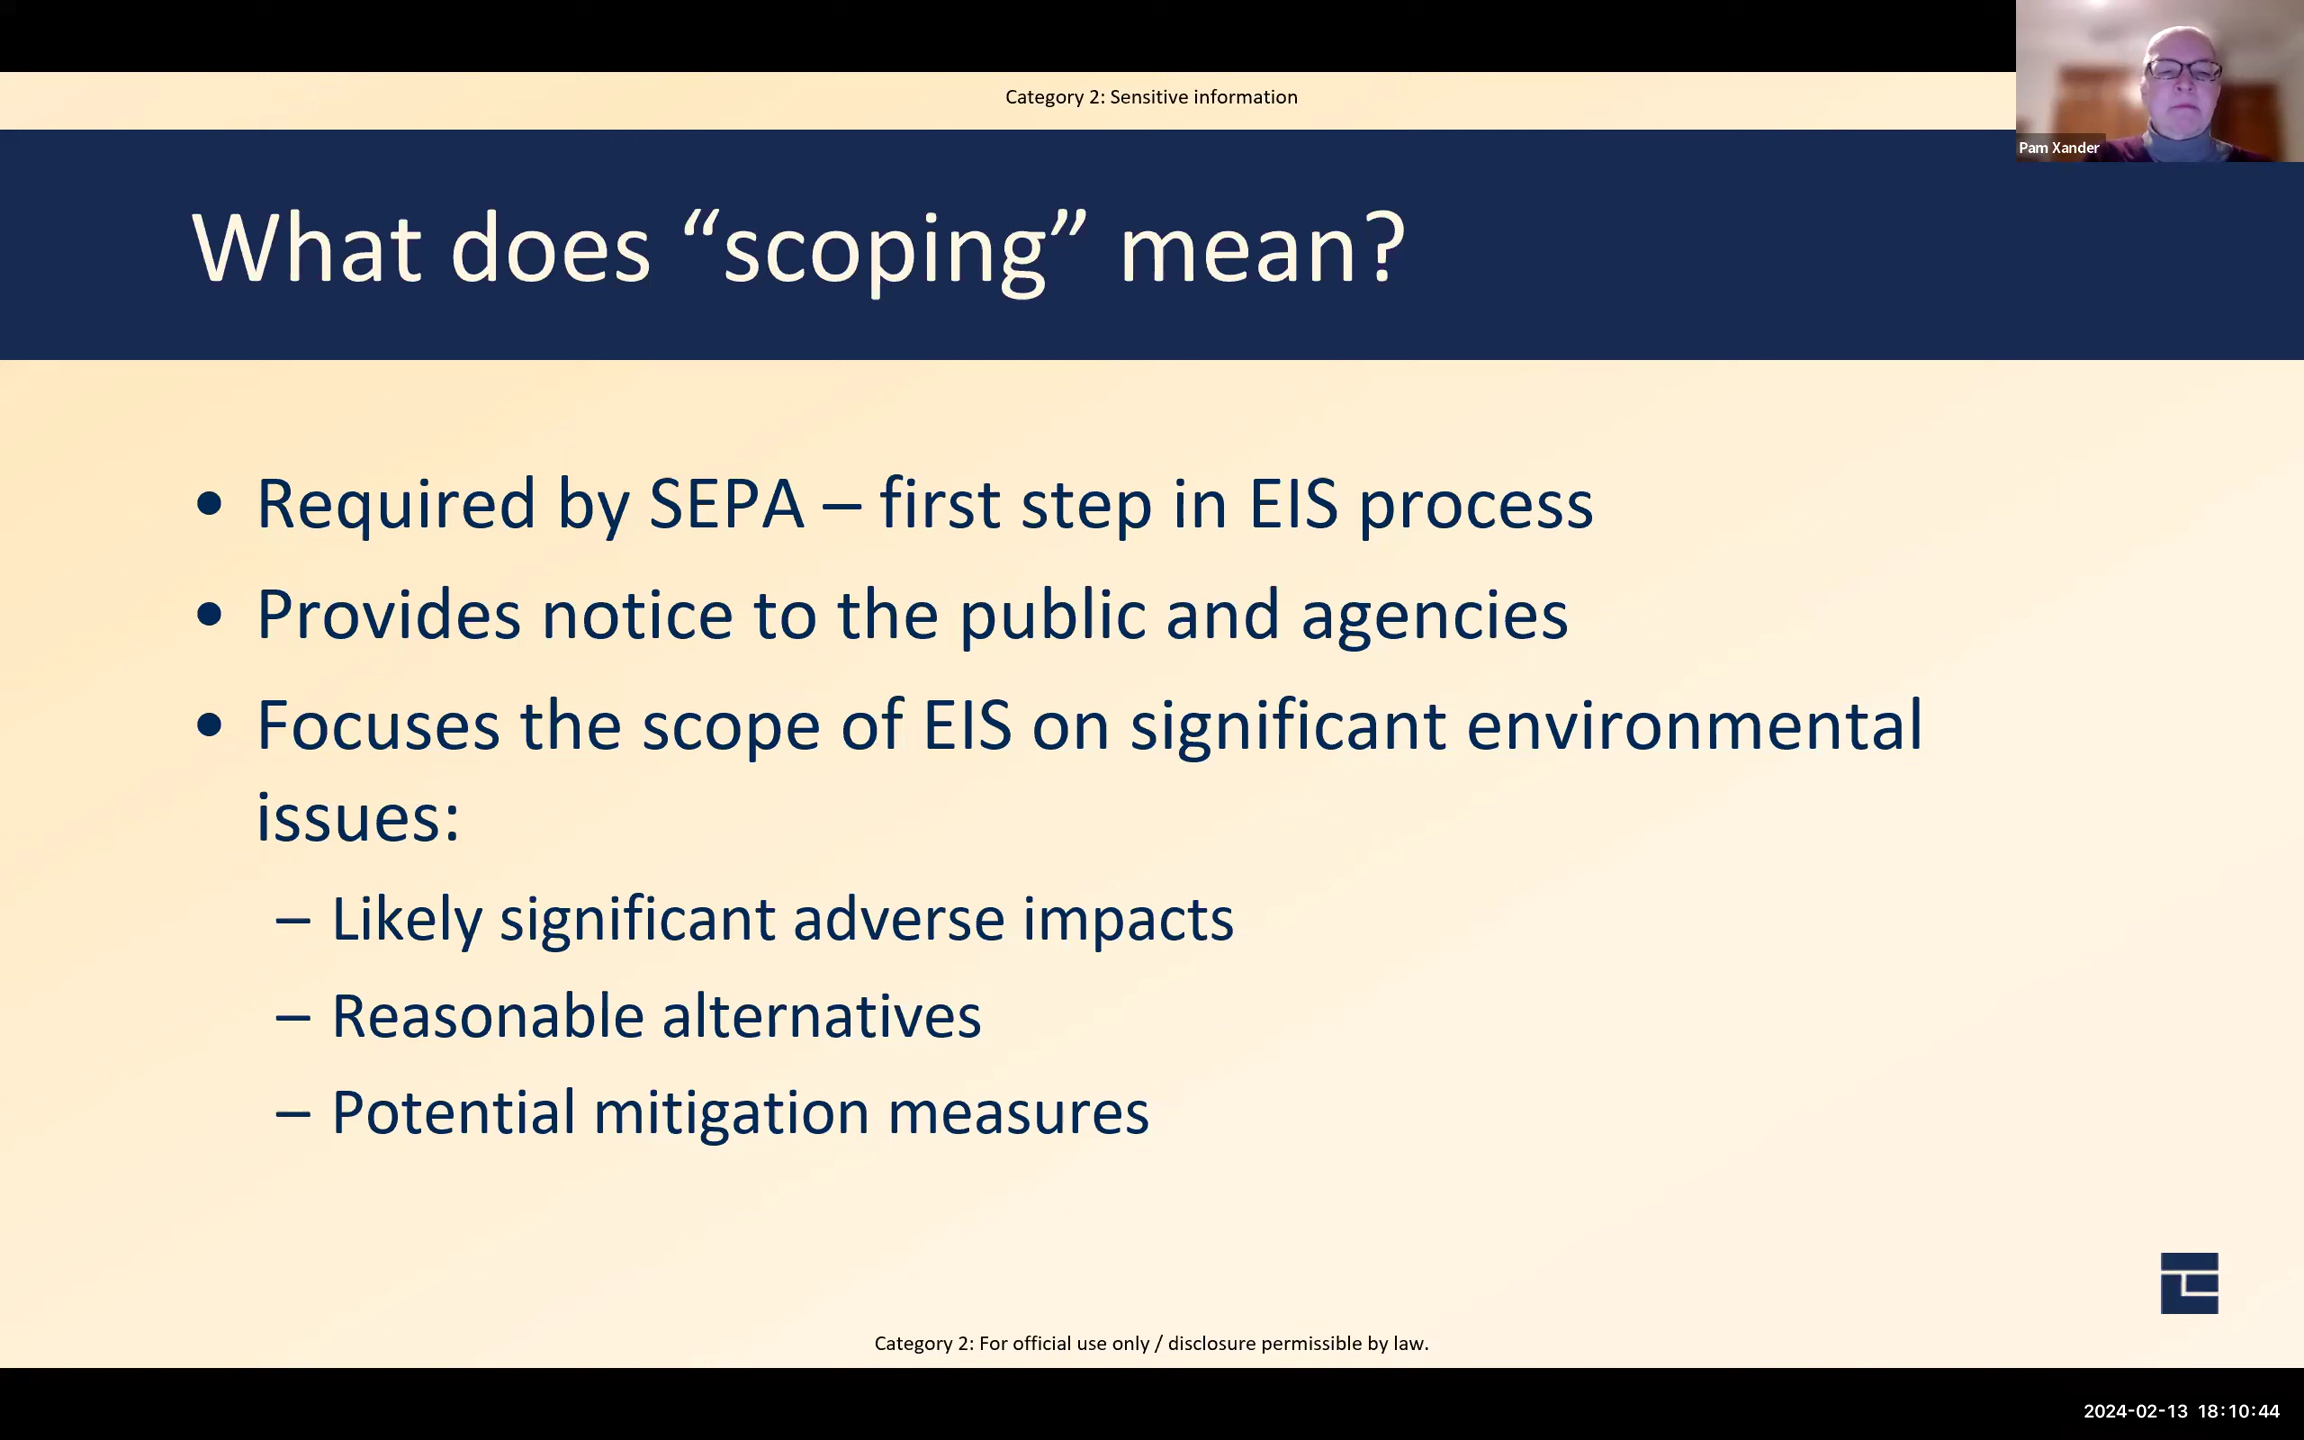 Category 2: Sensitive information
Pam Xander
What does “scoping” mean?
• Required by SEPA – first step in EIS process
• Provides notice to the public and agencies
• Focuses the scope of EIS on significant environmental
issues:
– Likely significant adverse impacts
– Reasonable alternatives
– Potential mitigation measures
Category 2: For official use only / disclosure permissible by law.
2024-02-13 18:10:44